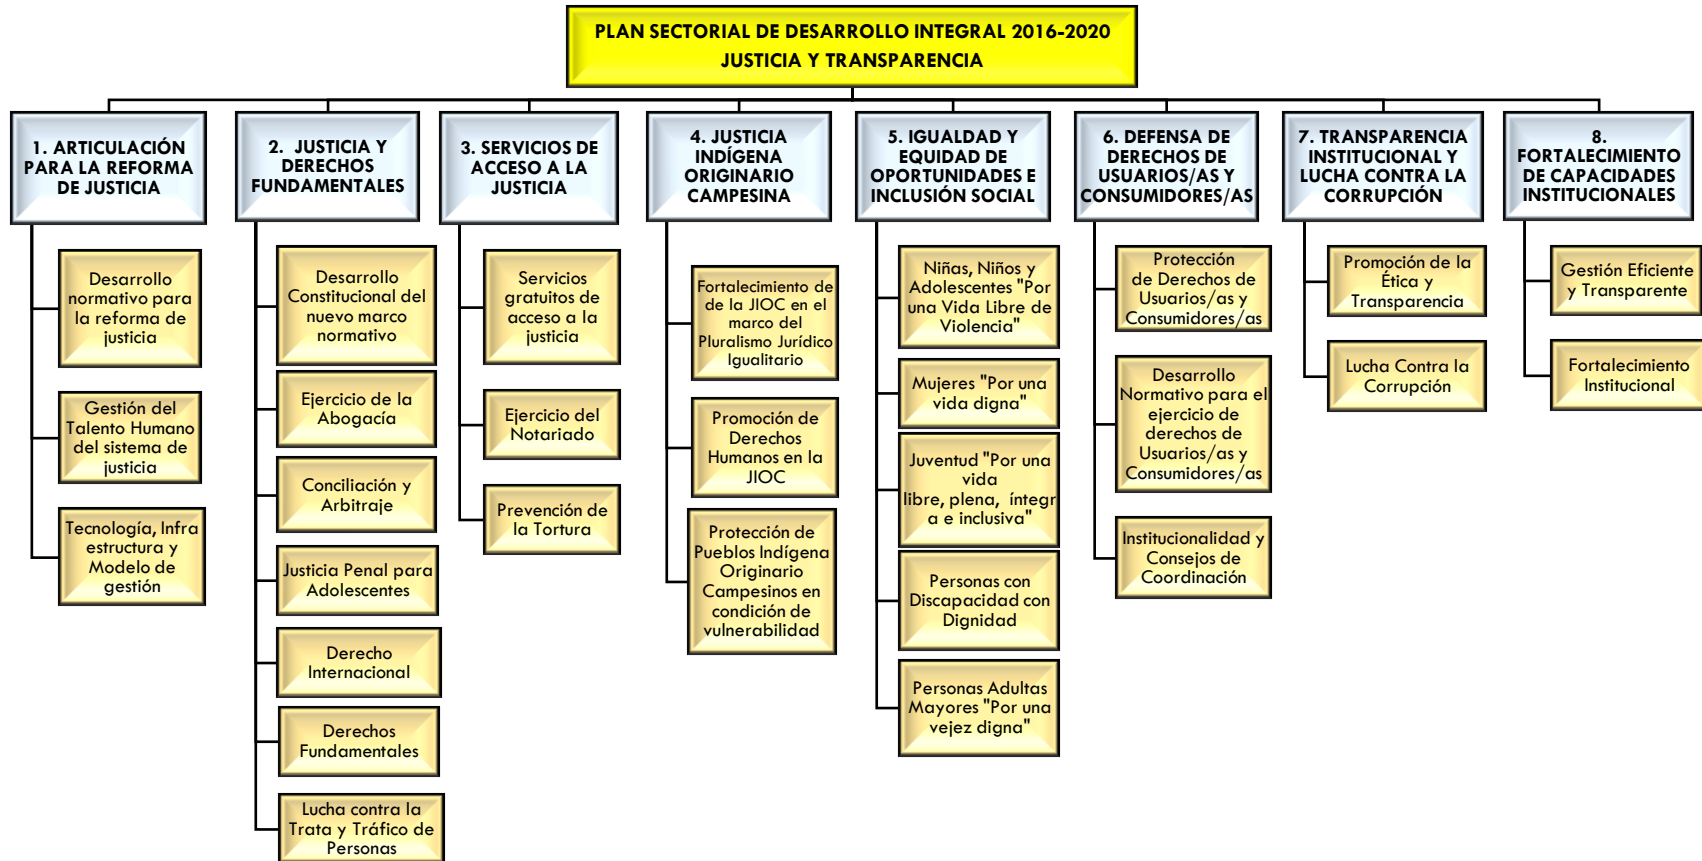 PLAN SECTORIAL DE DESARROLLO INTEGRAL 2016-2020
JUSTICIA Y TRANSPARENCIA
1. ARTICULACIÓN
PARA LA REFORMA
DE JUSTICIA
Desarrollo
normativo para
la reforma de
justicia
Gestión del
Talento Humano
del sistema de
justicia
Tecnología, Infra
estructura y
Modelo de
gestión
2. JUSTICIA Y
DERECHOS
FUNDAMENTALES
Desarrollo
Constitucional del
nuevo marco
normativo
Ejercicio de la
Abogacía
Conciliación y
Arbitraje
Justicia Penal para
Adolescentes
Derecho
Internacional
Derechos
Fundamentales
Lucha contra la
Trata y Tráfico de
Personas
3. SERVICIOS DE
ACCESO A LA
JUSTICIA
Servicios
gratuitos de
acceso a la
justicia
Ejercicio del
Notariado
Prevención de
la Tortura
4. JUSTICIA
INDÍGENA
ORIGINARIO
CAMPESINA
Fortalecimiento de
de la JIOC en el
marco del
Pluralismo Jurídico
Igualitario
Promoción de
Derechos
Humanos en la
JIOC
Protección de
Pueblos Indígena
Originario
Campesinos en
condición de
vulnerabilidad
5. IGUALDAD Y
EQUIDAD DE
OPORTUNIDADES E
INCLUSIÓN SOCIAL
Niñas, Niños y
Adolescentes "Por
una Vida Libre de
Violencia"
Mujeres "Por una
vida digna"
Juventud "Por una
vida
libre, plena, íntegr
a e inclusiva"
Personas con
Discapacidad con
Dignidad
Personas Adultas
Mayores "Por una
vejez digna"
6. DEFENSA DE
DERECHOS DE
USUARIOS/AS Y
CONSUMIDORES/AS
Protección
de Derechos de
Usuarios/as y
Consumidores/as
Desarrollo
Normativo para el
ejercicio de
derechos de
Usuarios/as y
Consumidores/as
Institucionalidad y
Consejos de
Coordinación
7. TRANSPARENCIA
INSTITUCIONAL Y
LUCHA CONTRA LA
CORRUPCIÓN
Promoción de la
Ética y
Transparencia
Lucha Contra la
Corrupción
8.
FORTALECIMIENTO
DE CAPACIDADES
INSTITUCIONALES
Gestión Eficiente
y Transparente
Fortalecimiento
Institucional